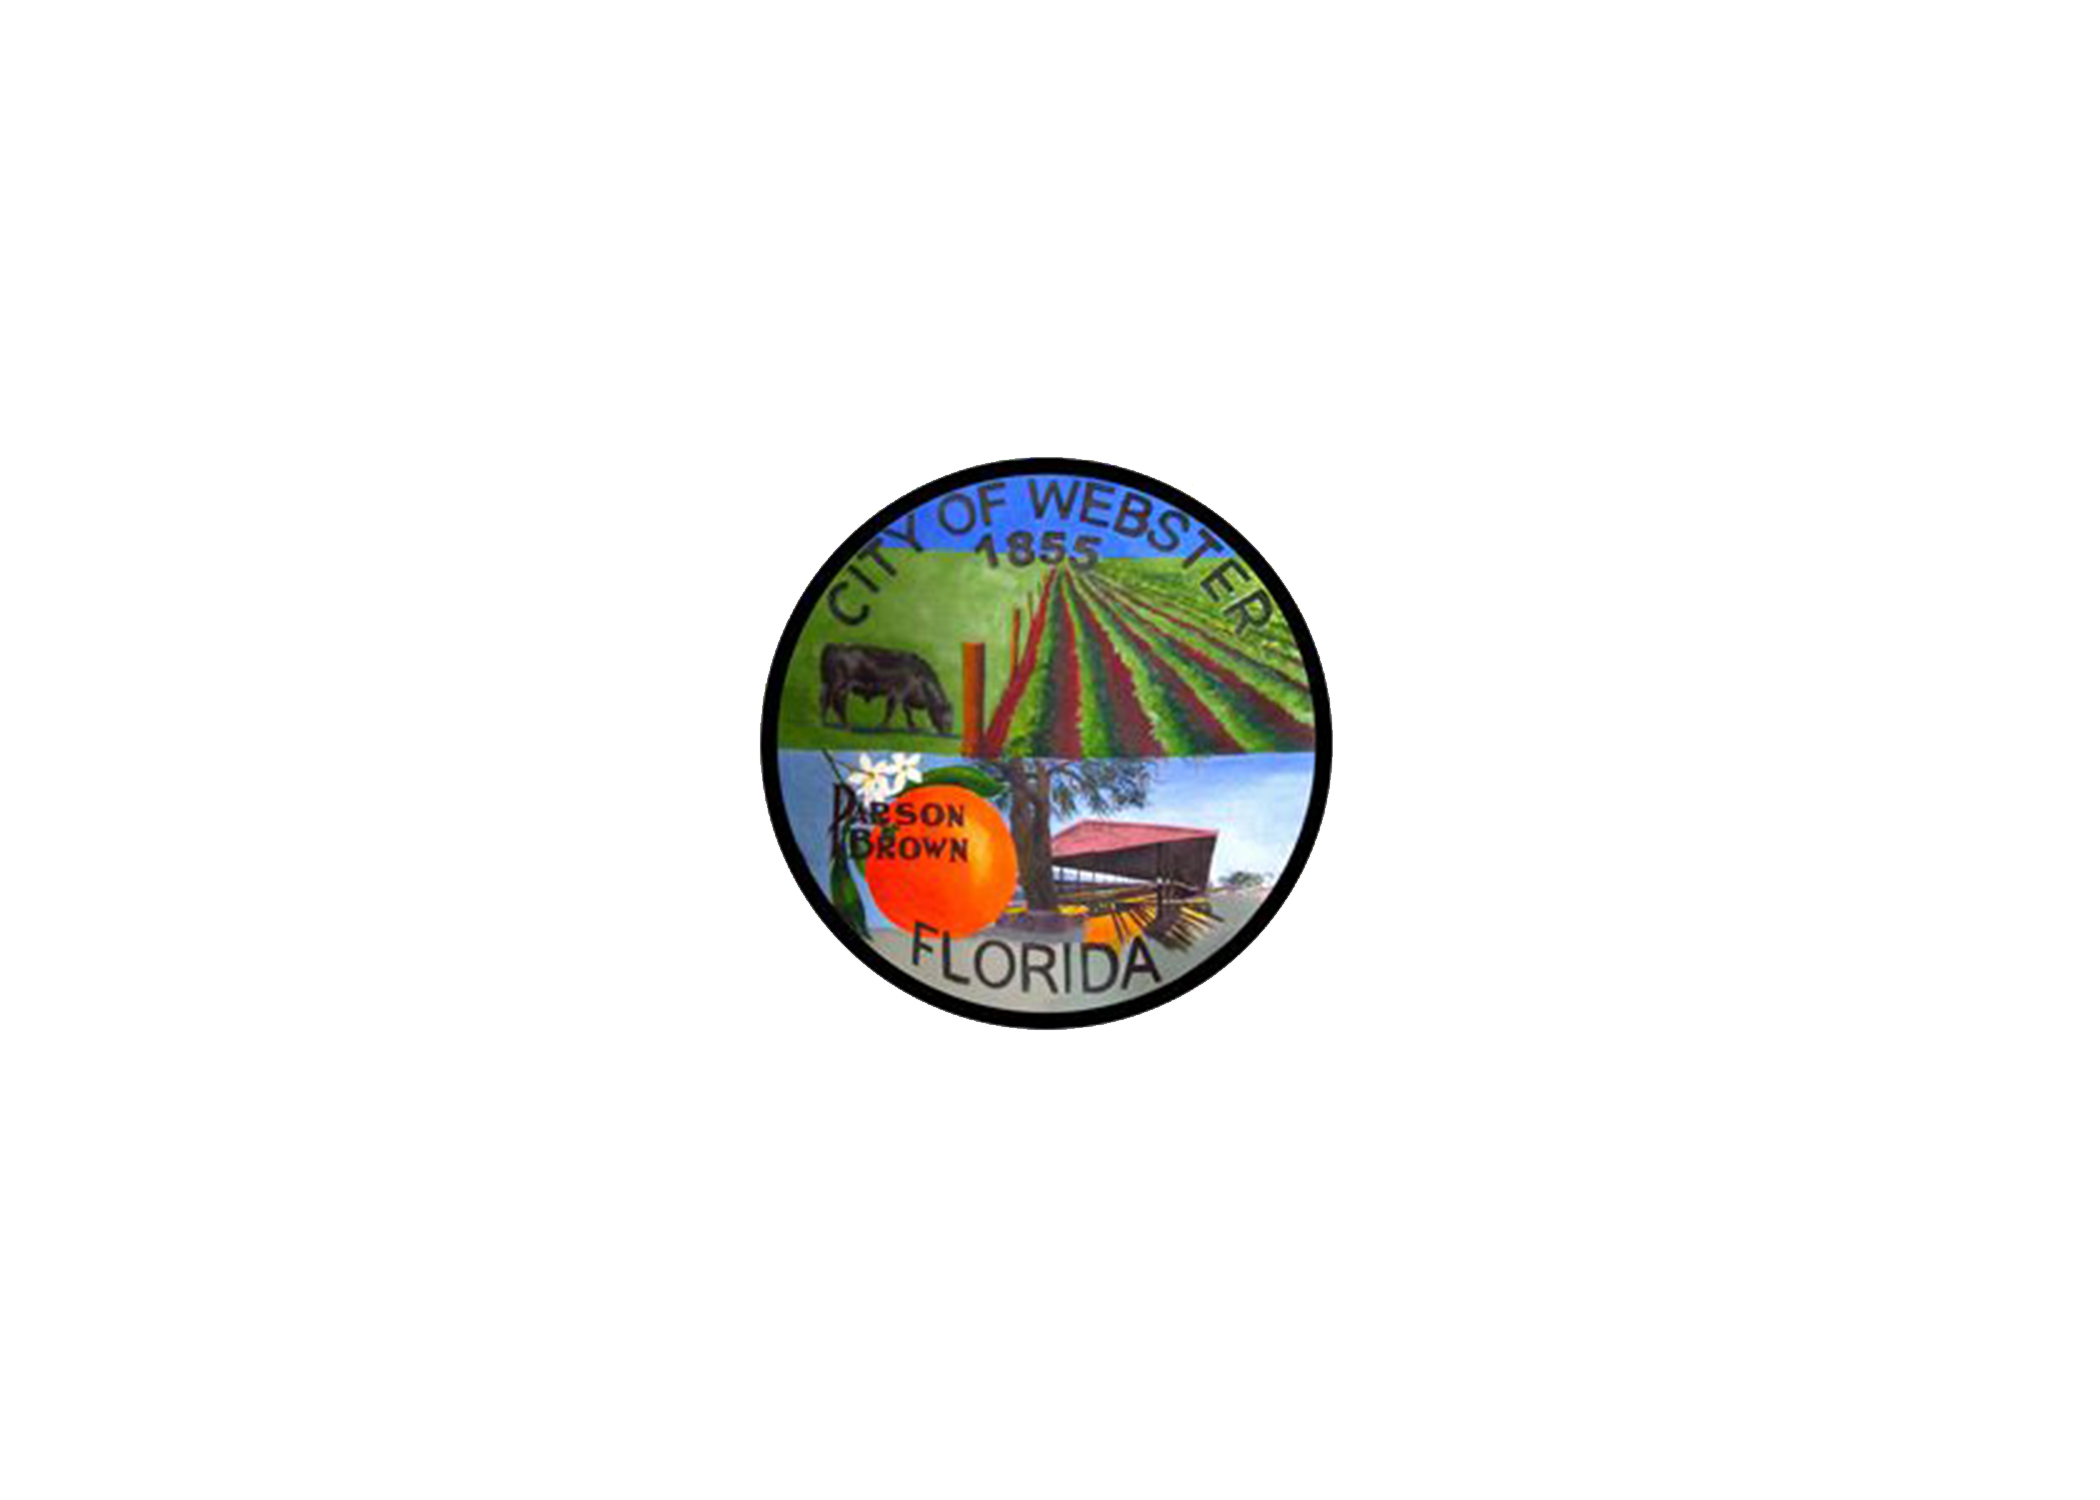 CITY OF WEBSTER
1855
PARSON
BROWN
FLORIDA